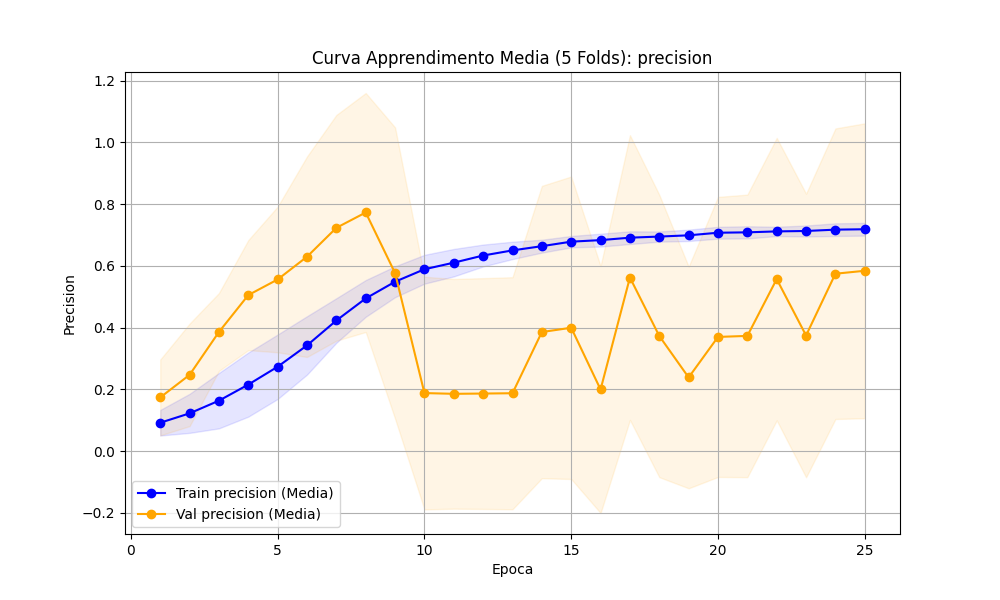 Curva Apprendimento Media (5 Folds): precision
1.2
1.0
0.8
0.6
0.4
0.2
0.0
−0.2
Precision
Train precision (Media)
Val precision (Media)
0 5 10 15 20 25
Epoca